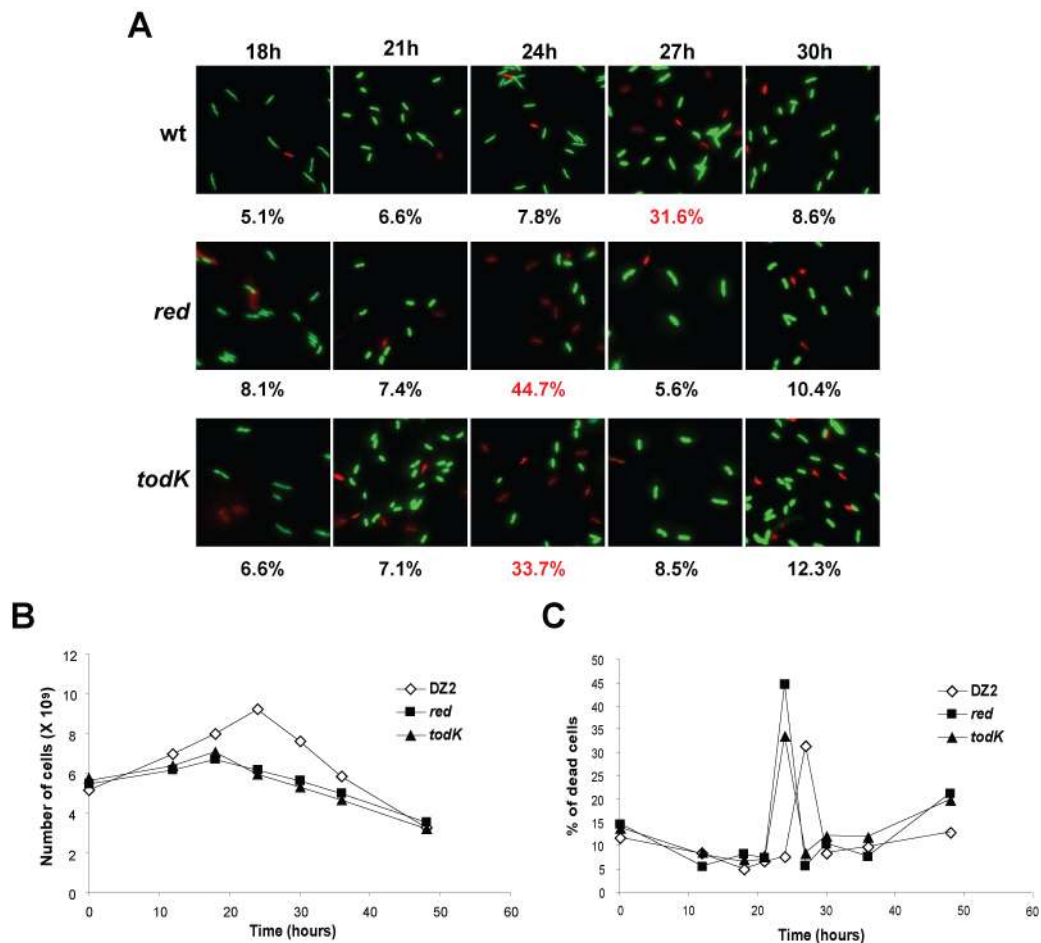 A
18h 21h 24h 27h 30h
wt
5.1% 6.6% 7.8% 31.6% 8.6%
red
8.1% 7.4% 44.7% 5.6% 10.4%
todK
6.6% 7.1% 33.7% 8.5% 12.3%
B
Number of cells (X 10⁹)
12
10
8
6
4
2
0
0 10 20 30 40 50 60
Time (hours)
DZ2
red
todK
C
% of dead cells
50
45
40
35
30
25
20
15
10
5
0
0 10 20 30 40 50 60
Time (hours)
DZ2
red
todK